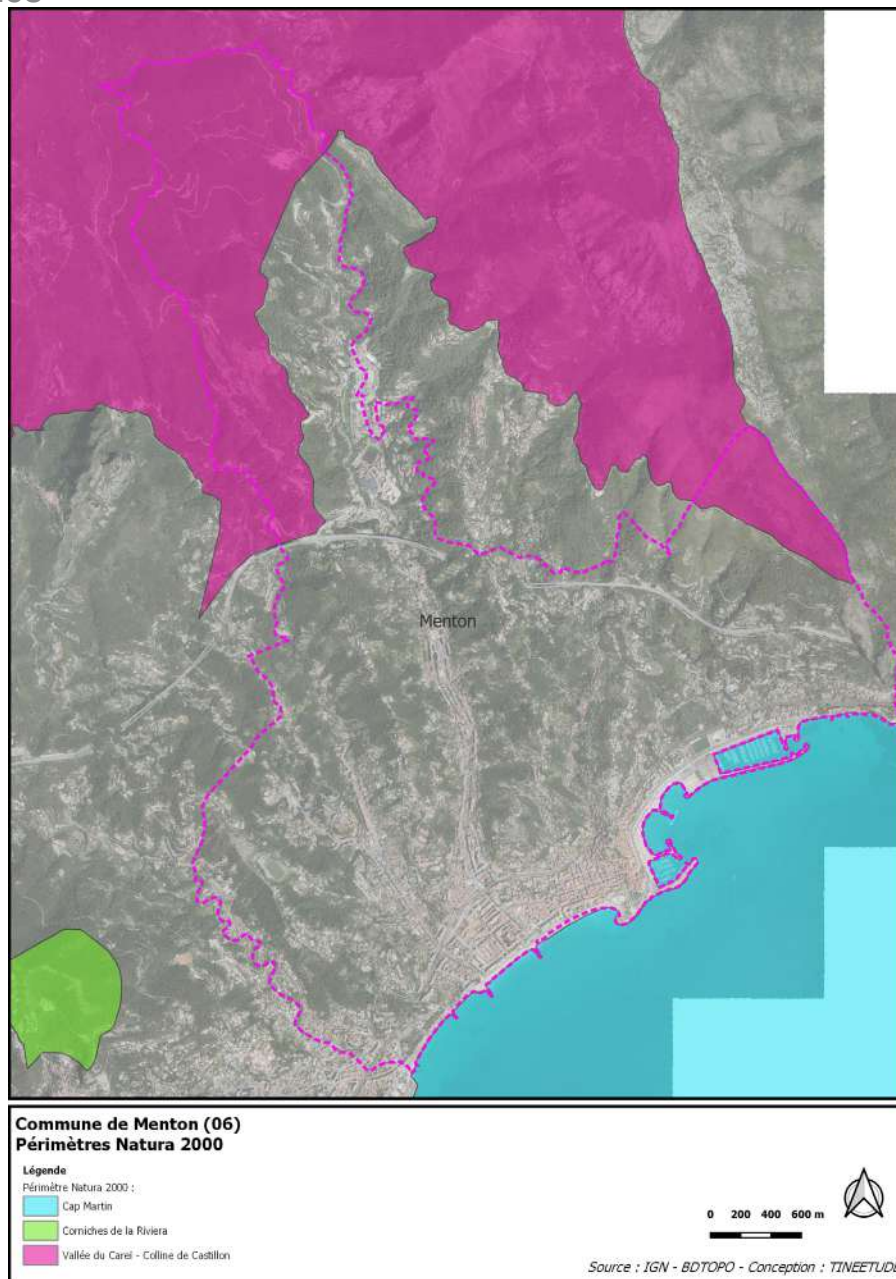 Menton
Commune de Menton (06)
Périmètres Natura 2000
Légende
Périmètre Natura 2000 :
Cap Martin
Corniches de la Riviera
Vallée du Careï - Colline de Castillon
0 200 400 600 m
Source : IGN - BDTOPO - Conception : TINEETUDE